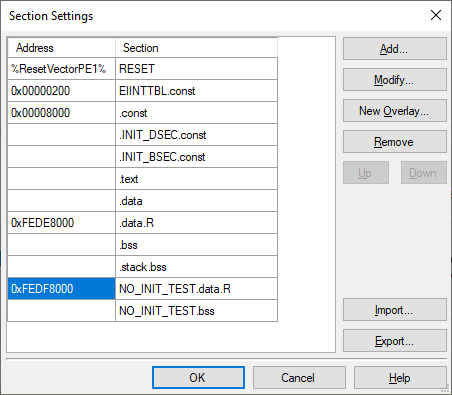 Section Settings
Address Section
%ResetVectorPE1% RESET
0x00000200 EIINTTBL.const
0x00008000 .const
.INIT_DSEC.const
.INIT_BSEC.const
.text
.data
0xFEDE8000 .data.R
.bss
.stack.bss
0xFEDF8000 NO_INIT_TEST.data.R
NO_INIT_TEST.bss
Add...
Modify...
New Overlay...
Remove
Up Down
Import...
Export...
OK Cancel Help